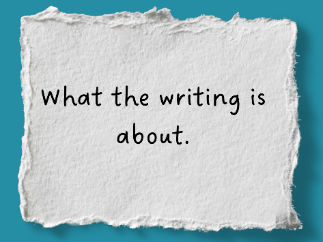 What the writing is
about.